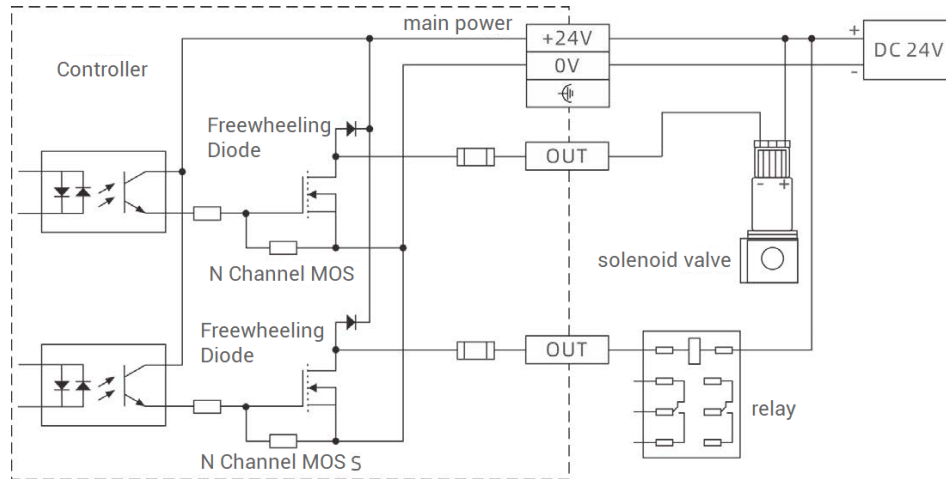 main power
+24V
0V
+
-
DC 24V
Controller
Freewheeling
Diode
OUT
- +
N Channel MOS
solenoid valve
Freewheeling
Diode
OUT
relay
N Channel MOS S